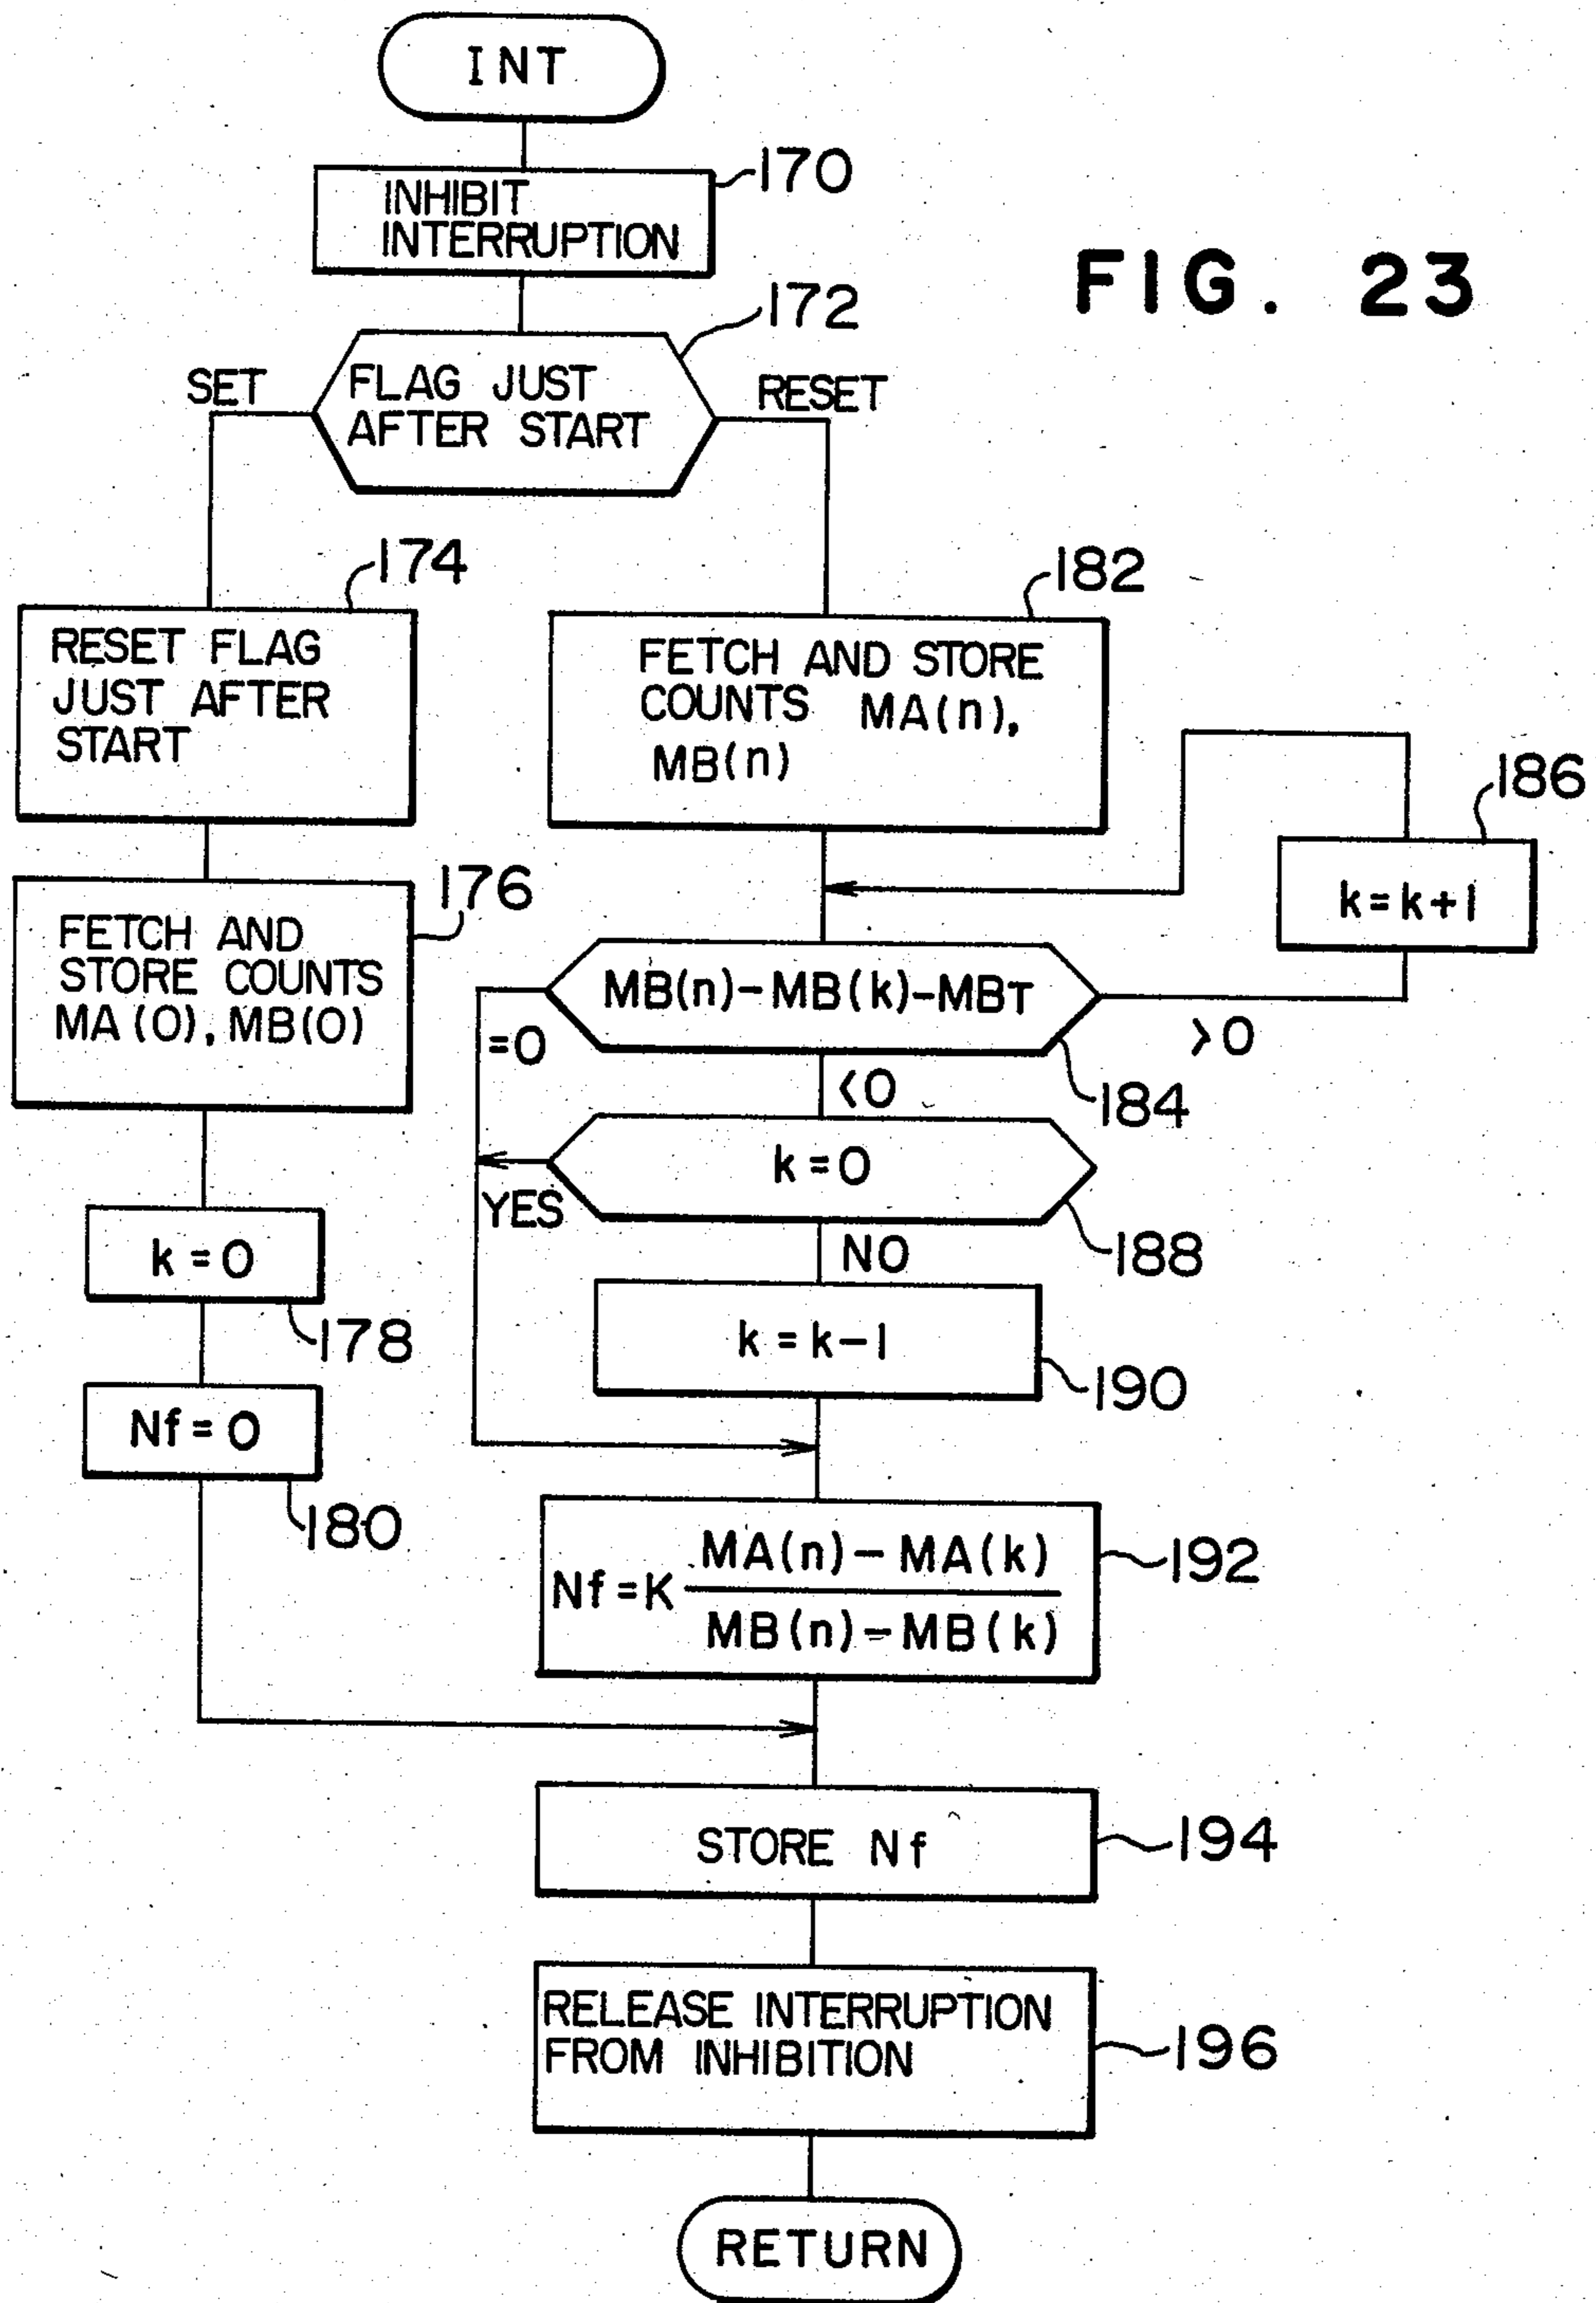 INT
170
INHIBIT
INTERRUPTION
FIG. 23
172
SET
FLAG JUST
AFTER START
RESET
174
182
RESET FLAG
JUST AFTER
START
FETCH AND STORE
COUNTS MA(n),
MB(n)
186
k=k+1
176
FETCH AND
STORE COUNTS
MA(0), MB(0)
MB(n)-MB(k)-MBT
=0
>0
<0
184
k=0
YES
188
NO
k=0
178
k=k-1
190
Nf=0
180
Nf=K MA(n)-MA(k)
MB(n)-MB(k)
192
STORE Nf
194
RELEASE INTERRUPTION
FROM INHIBITION
196
RETURN